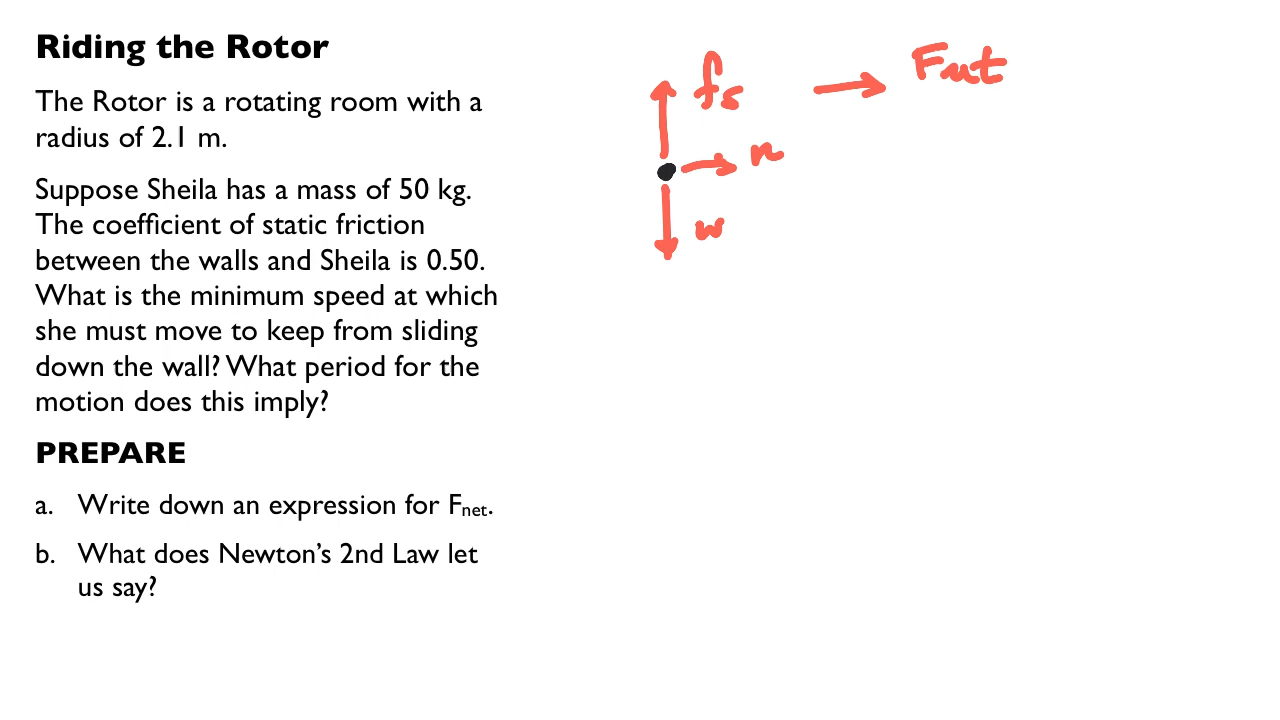 Riding the Rotor
The Rotor is a rotating room with a
radius of 2.1 m.
Suppose Sheila has a mass of 50 kg.
The coefficient of static friction
between the walls and Sheila is 0.50.
What is the minimum speed at which
she must move to keep from sliding
down the wall? What period for the
motion does this imply?
PREPARE
a. Write down an expression for Fnet.
b. What does Newton's 2nd Law let
us say?
fs
Fnet
n
w